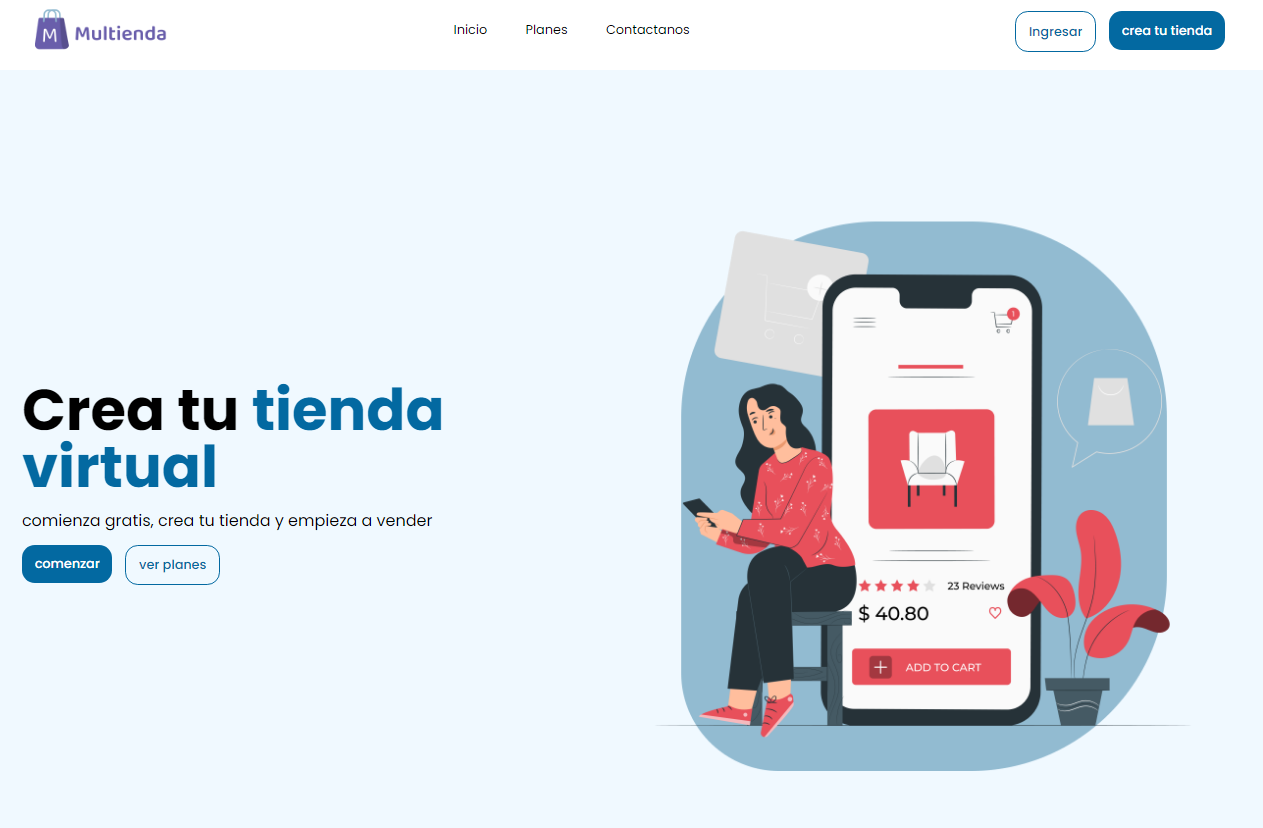 M Multienda
Inicio Planes Contactanos
Ingresar crea tu tienda
Crea tu tienda
virtual
comienza gratis, crea tu tienda y empieza a vender
comenzar ver planes
1
23 Reviews
$ 40.80
ADD TO CART